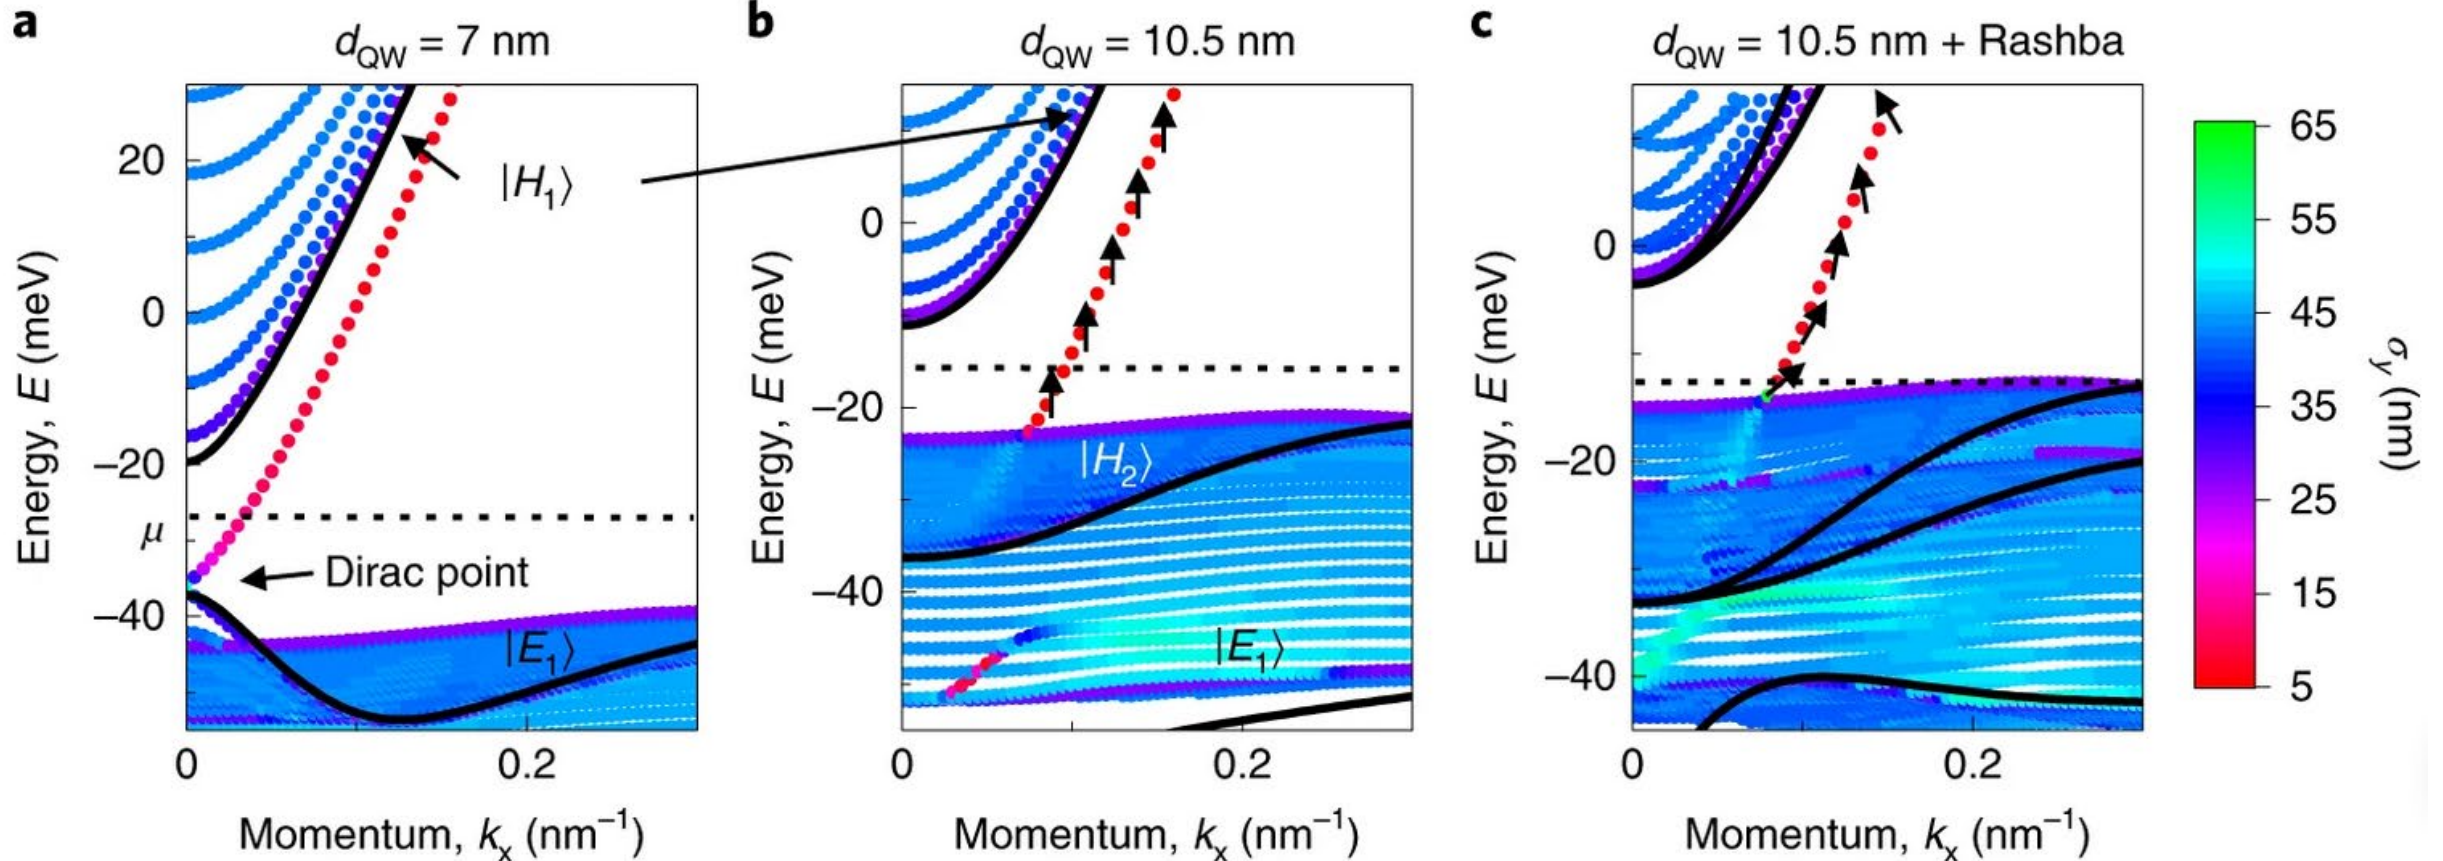 a
d_QW = 7 nm
Energy, E (meV)
20
0
−20
μ
−40
|H₁⟩
Dirac point
|E₁⟩
0
0.2
Momentum, kₓ (nm⁻¹)
b
d_QW = 10.5 nm
Energy, E (meV)
0
−20
−40
|H₂⟩
|E₁⟩
0
0.2
Momentum, kₓ (nm⁻¹)
c
d_QW = 10.5 nm + Rashba
Energy, E (meV)
0
−20
−40
0
0.2
Momentum, kₓ (nm⁻¹)
65
55
45
35
25
15
5
σ_y (nm)